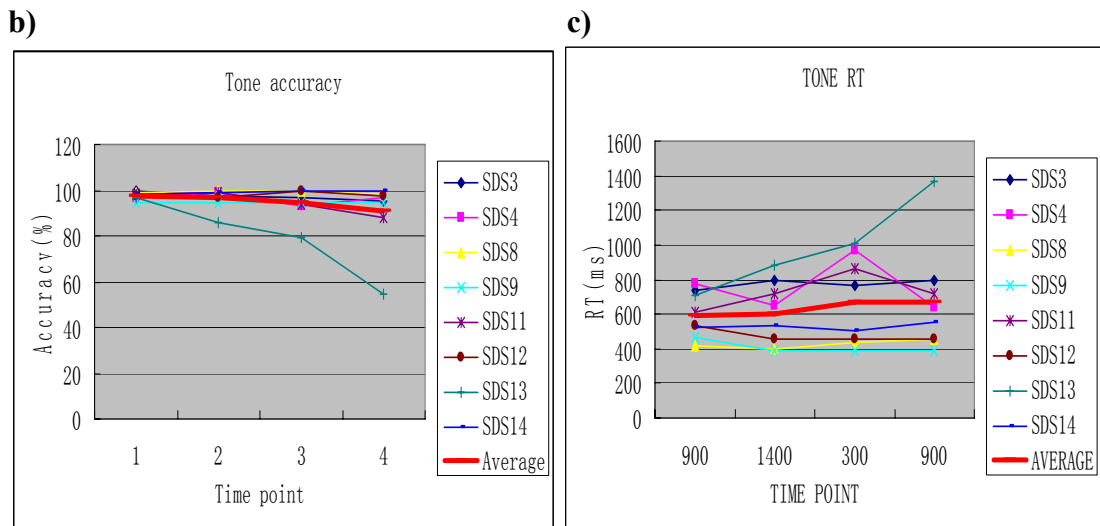 b)
Tone accuracy
Accuracy(%)
120
100
80
60
40
20
0
1 2 3 4
Time point
SDS3
SDS4
SDS8
SDS9
SDS11
SDS12
SDS13
SDS14
Average
c)
TONE RT
RT(ms)
1600
1400
1200
1000
800
600
400
200
0
900 1400 300 900
TIME POINT
SDS3
SDS4
SDS8
SDS9
SDS11
SDS12
SDS13
SDS14
AVERAGE